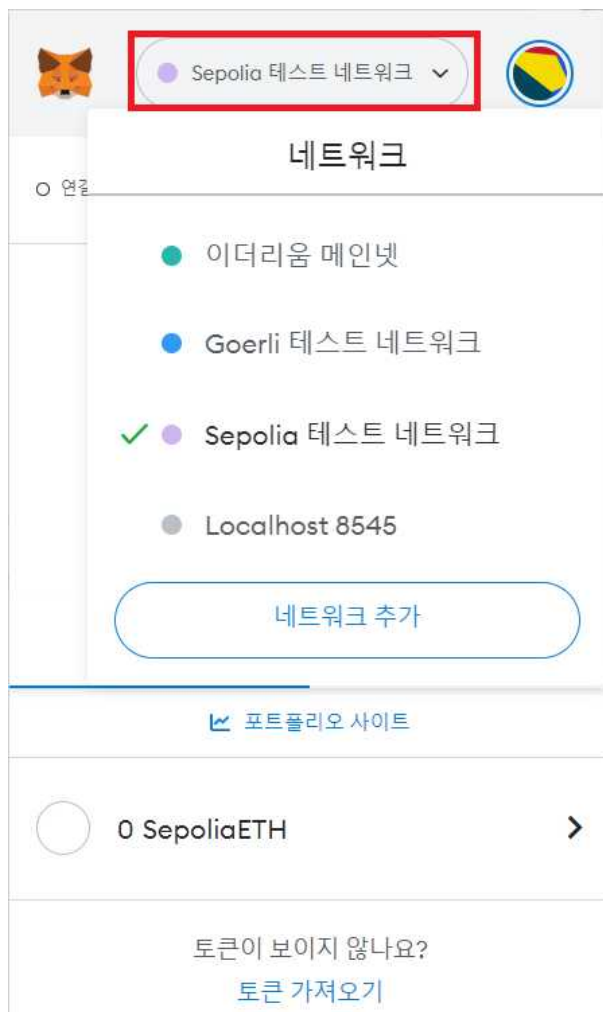 Sepolia 테스트 네트워크
네트워크
이더리움 메인넷
Goerli 테스트 네트워크
Sepolia 테스트 네트워크
Localhost 8545
네트워크 추가
포트폴리오 사이트
0 SepoliaETH
토큰이 보이지 않나요?
토큰 가져오기